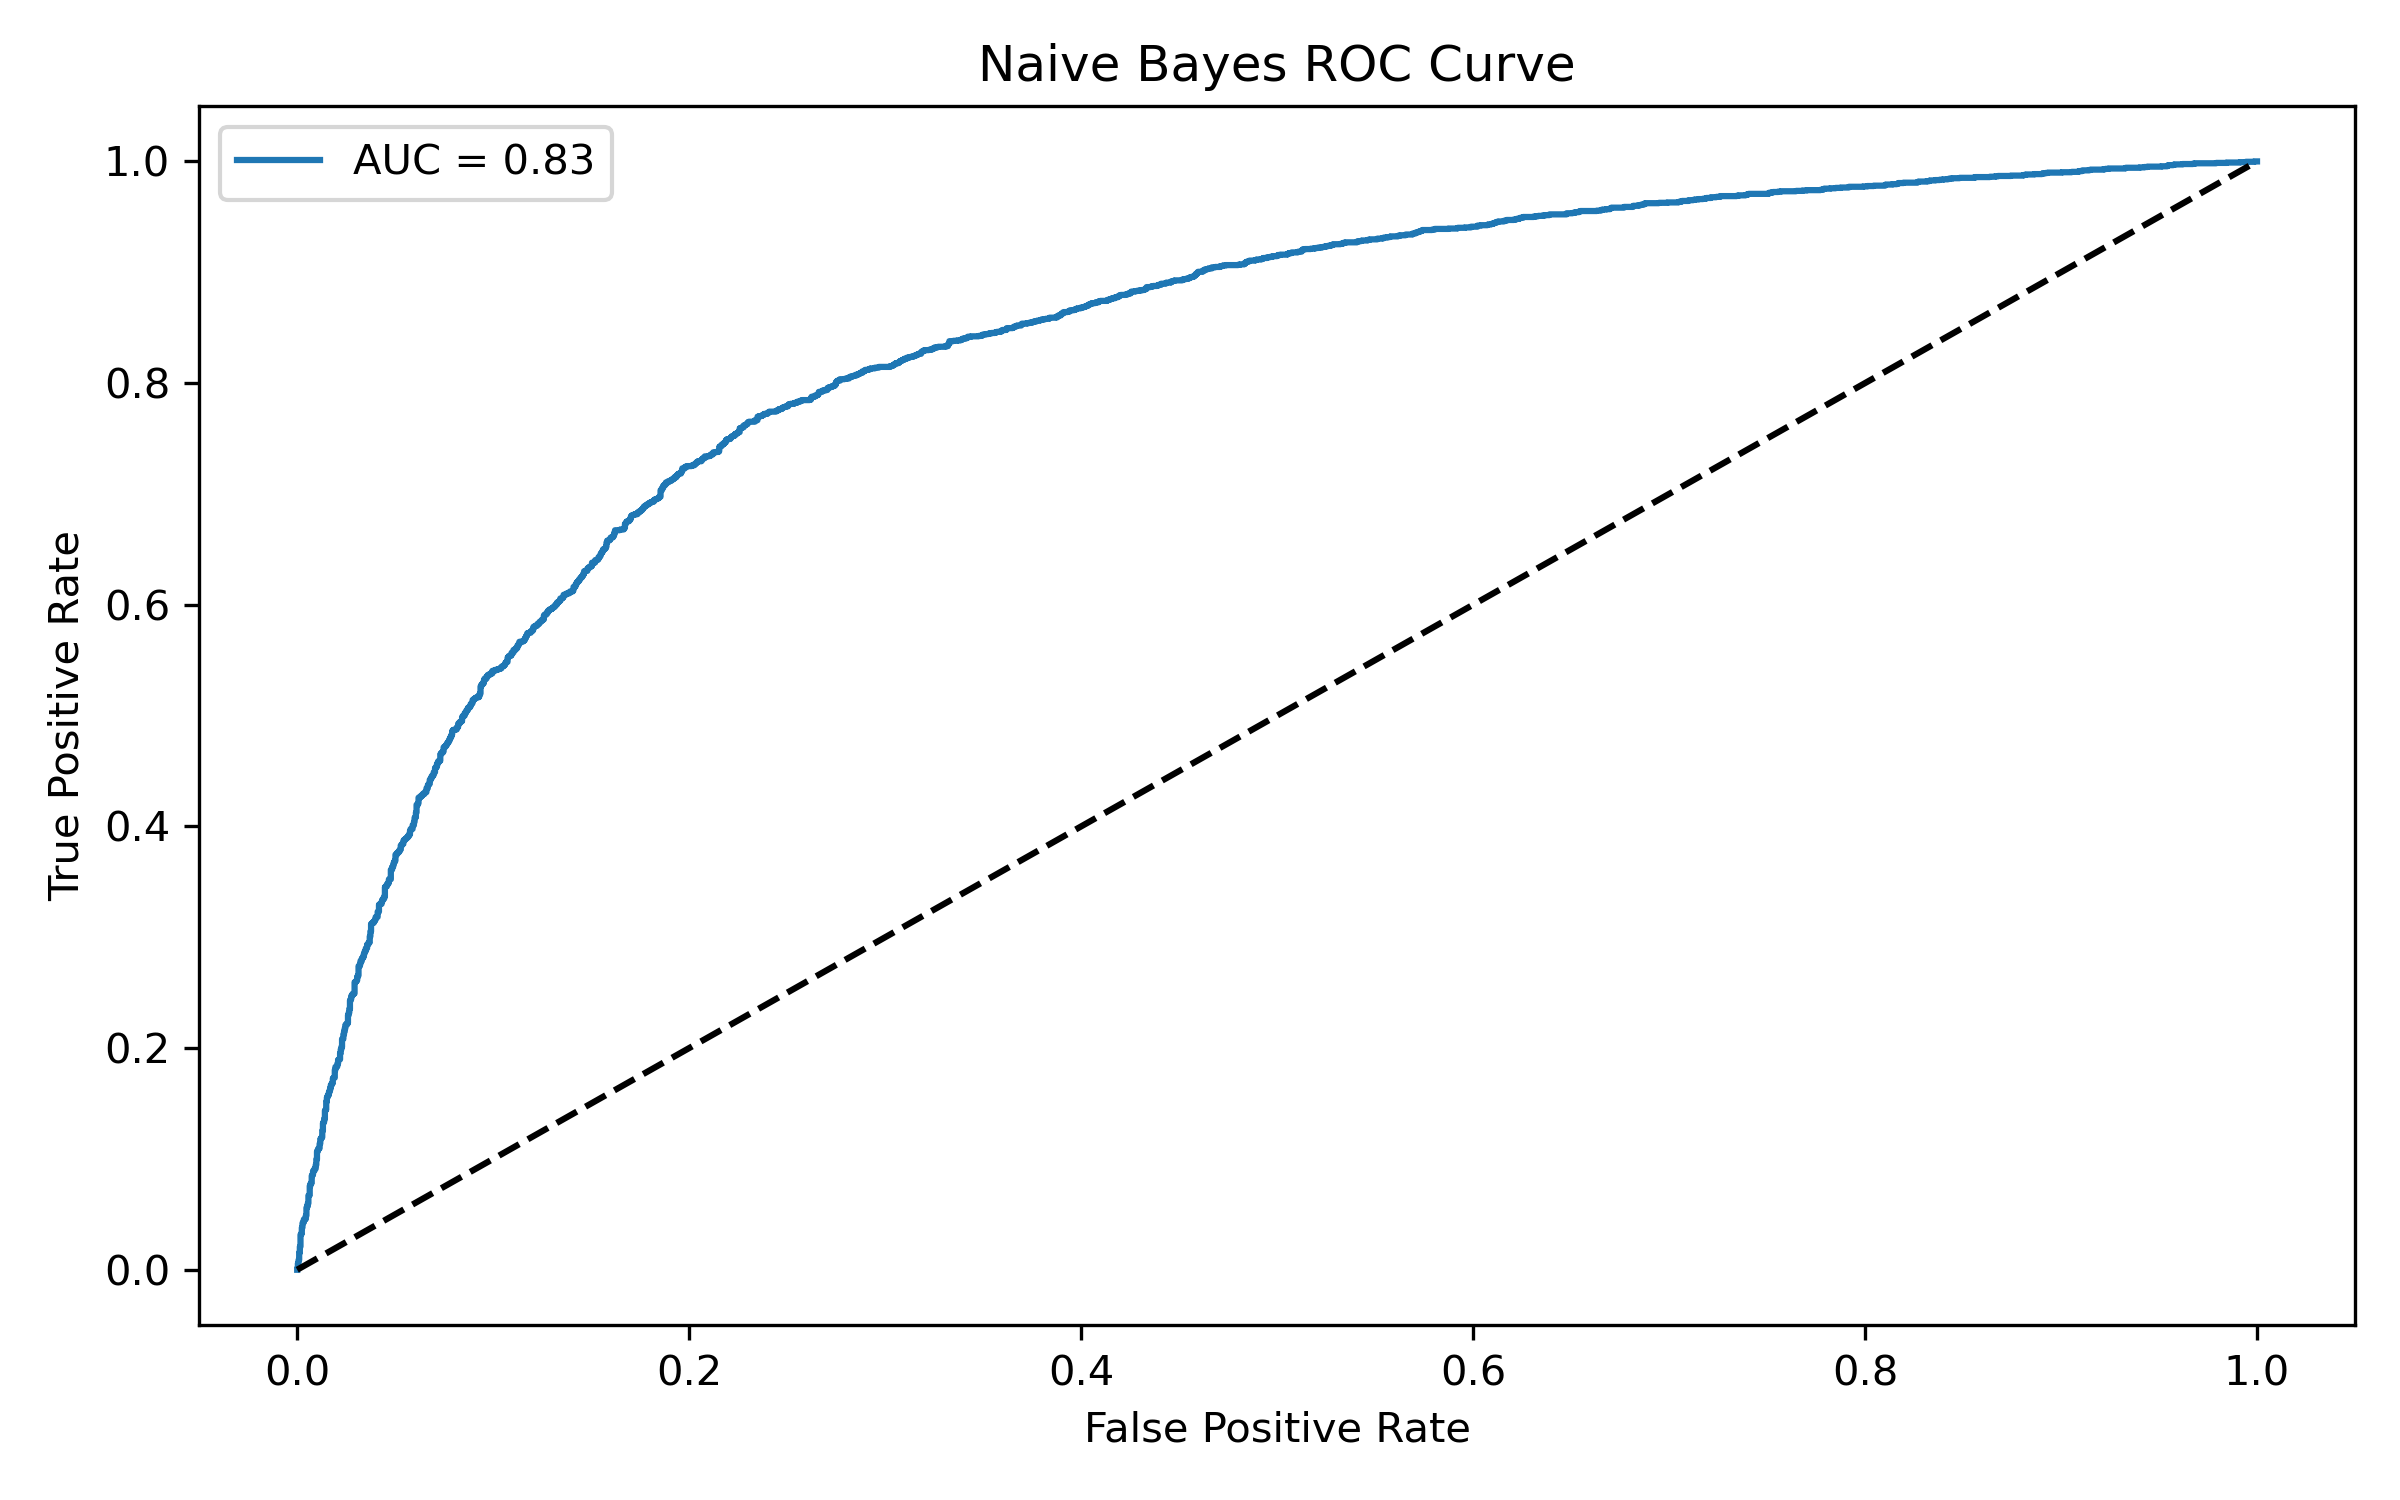 Naive Bayes ROC Curve
AUC = 0.83
True Positive Rate
1.0
0.8
0.6
0.4
0.2
0.0
0.0 0.2 0.4 0.6 0.8 1.0
False Positive Rate